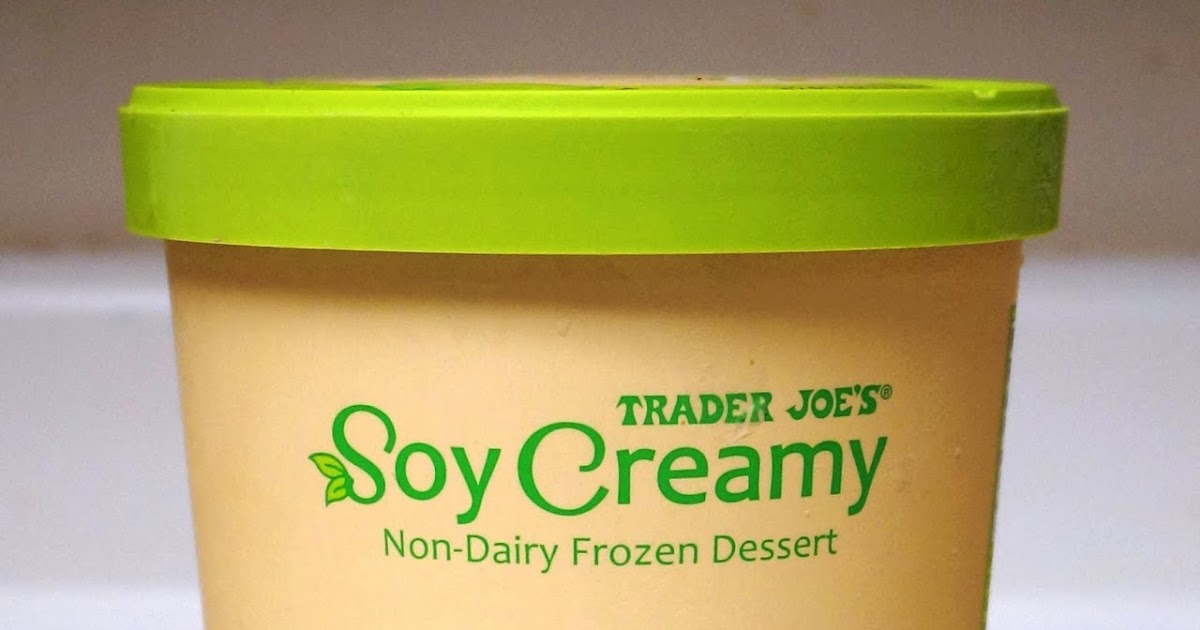 TRADER JOE'S®
Soy Creamy
Non-Dairy Frozen Dessert